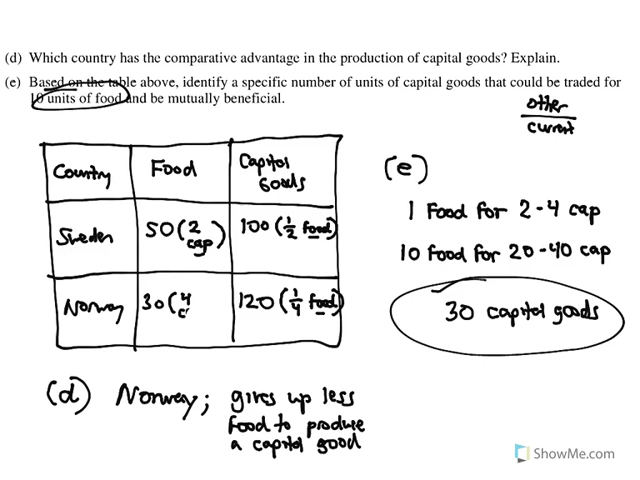 (d) Which country has the comparative advantage in the production of capital goods? Explain.
(e) Based on the table above, identify a specific number of units of capital goods that could be traded for
10 units of food and be mutually beneficial.
other
current
Country Food Capitol Goods
Sweden 50 (2 cap) 100 (1/2 food)
Norway 30 (4 c 120 (1/4 food)
(e)
1 Food for 2-4 cap
10 food for 20-40 cap
30 capitol goods
(d) Norway; gives up less
food to produce
a capitol good
ShowMe.com